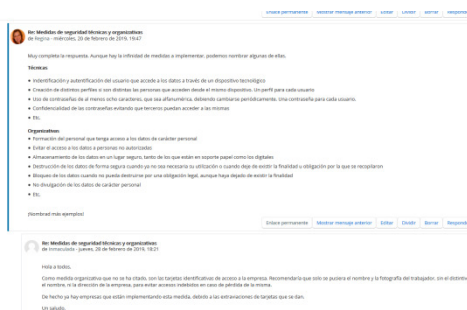 Enlace permanente Mostrar mensaje anterior Editar Dividir Borrar Responder
Re: Medidas de seguridad técnicas y organizativas
de Regina - miércoles, 20 de febrero de 2019, 19:47
Muy completa la respuesta. Aunque hay la infinidad de medidas a implementar, podemos nombrar algunas de ellas.
Técnicas
• Indentificación y autentificación del usuario que accede a los datos a través de un dispositivo tecnológico
• Creación de distintos perfiles si son distintas las personas que acceden desde el mismo dispositivo. Un perfil para cada usuario
• Uso de contraseñas de al menos ocho caracteres, que sea alfanumérica, debiendo cambiarse periódicamente. Una contraseña para cada usuario.
• Confidencialidad de las contraseñas evitando que terceros puedan acceder a las mismas
• Etc.
Organizativas
• Formación del personal que tenga acceso a los datos de carácter personal
• Evitar el acceso a los datos a personas no autorizadas
• Almacenamiento de los datos en un lugar seguro, tanto de los que están en soporte papel como los digitales
• Destrucción de los datos de forma segura cuando ya no sea necesaria su utilización o cuando deje de existir la finalidad u obligación por la que se recopilaron
• Bloqueo de los datos cuando no pueda destruirse por una obligación legal, aunque haya dejado de existir la finalidad
• No divulgación de los datos de carácter personal
• Etc.
¡Nombrad más ejemplos!
Enlace permanente Mostrar mensaje anterior Editar Dividir Borrar Responder
Re: Medidas de seguridad técnicas y organizativas
de Inmaculada - jueves, 28 de febrero de 2019, 18:21
Hola a todos,
Como medida organizativa que no se ha citado, son las tarjetas identificativas de acceso a la empresa. Recomendaría que solo se pusiera el nombre y la fotografía del trabajador, sin el distintivo,
el nombre, ni la dirección de la empresa, para evitar accesos indebidos en caso de pérdida de la misma.
De hecho ya hay empresas que están implementando esta medida, debido a las extravaciones de tarjetas que se dan.
Un saludo.